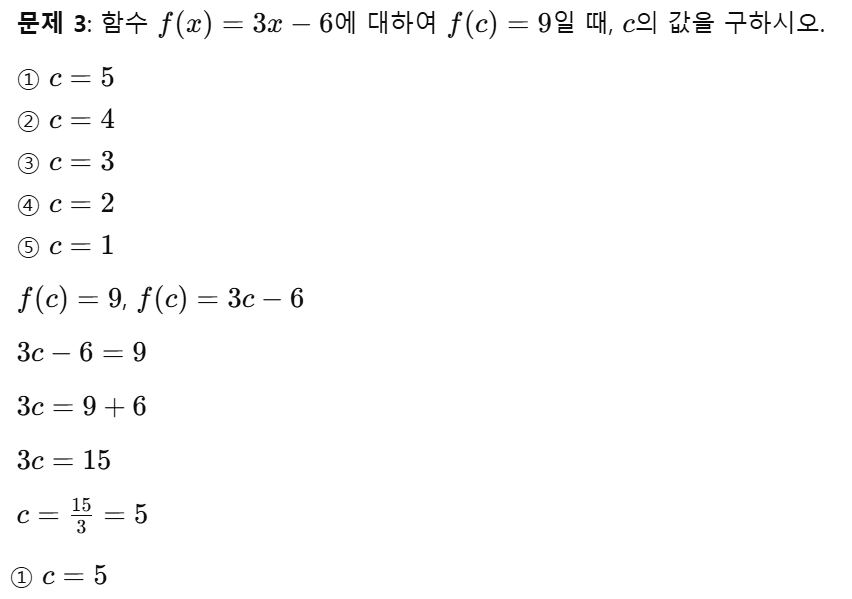 문제 3: 함수 f(x) = 3x − 6에 대하여 f(c) = 9일 때, c의 값을 구하시오.
① c = 5
② c = 4
③ c = 3
④ c = 2
⑤ c = 1
f(c) = 9, f(c) = 3c − 6
3c − 6 = 9
3c = 9 + 6
3c = 15
c = 15/3 = 5
① c = 5